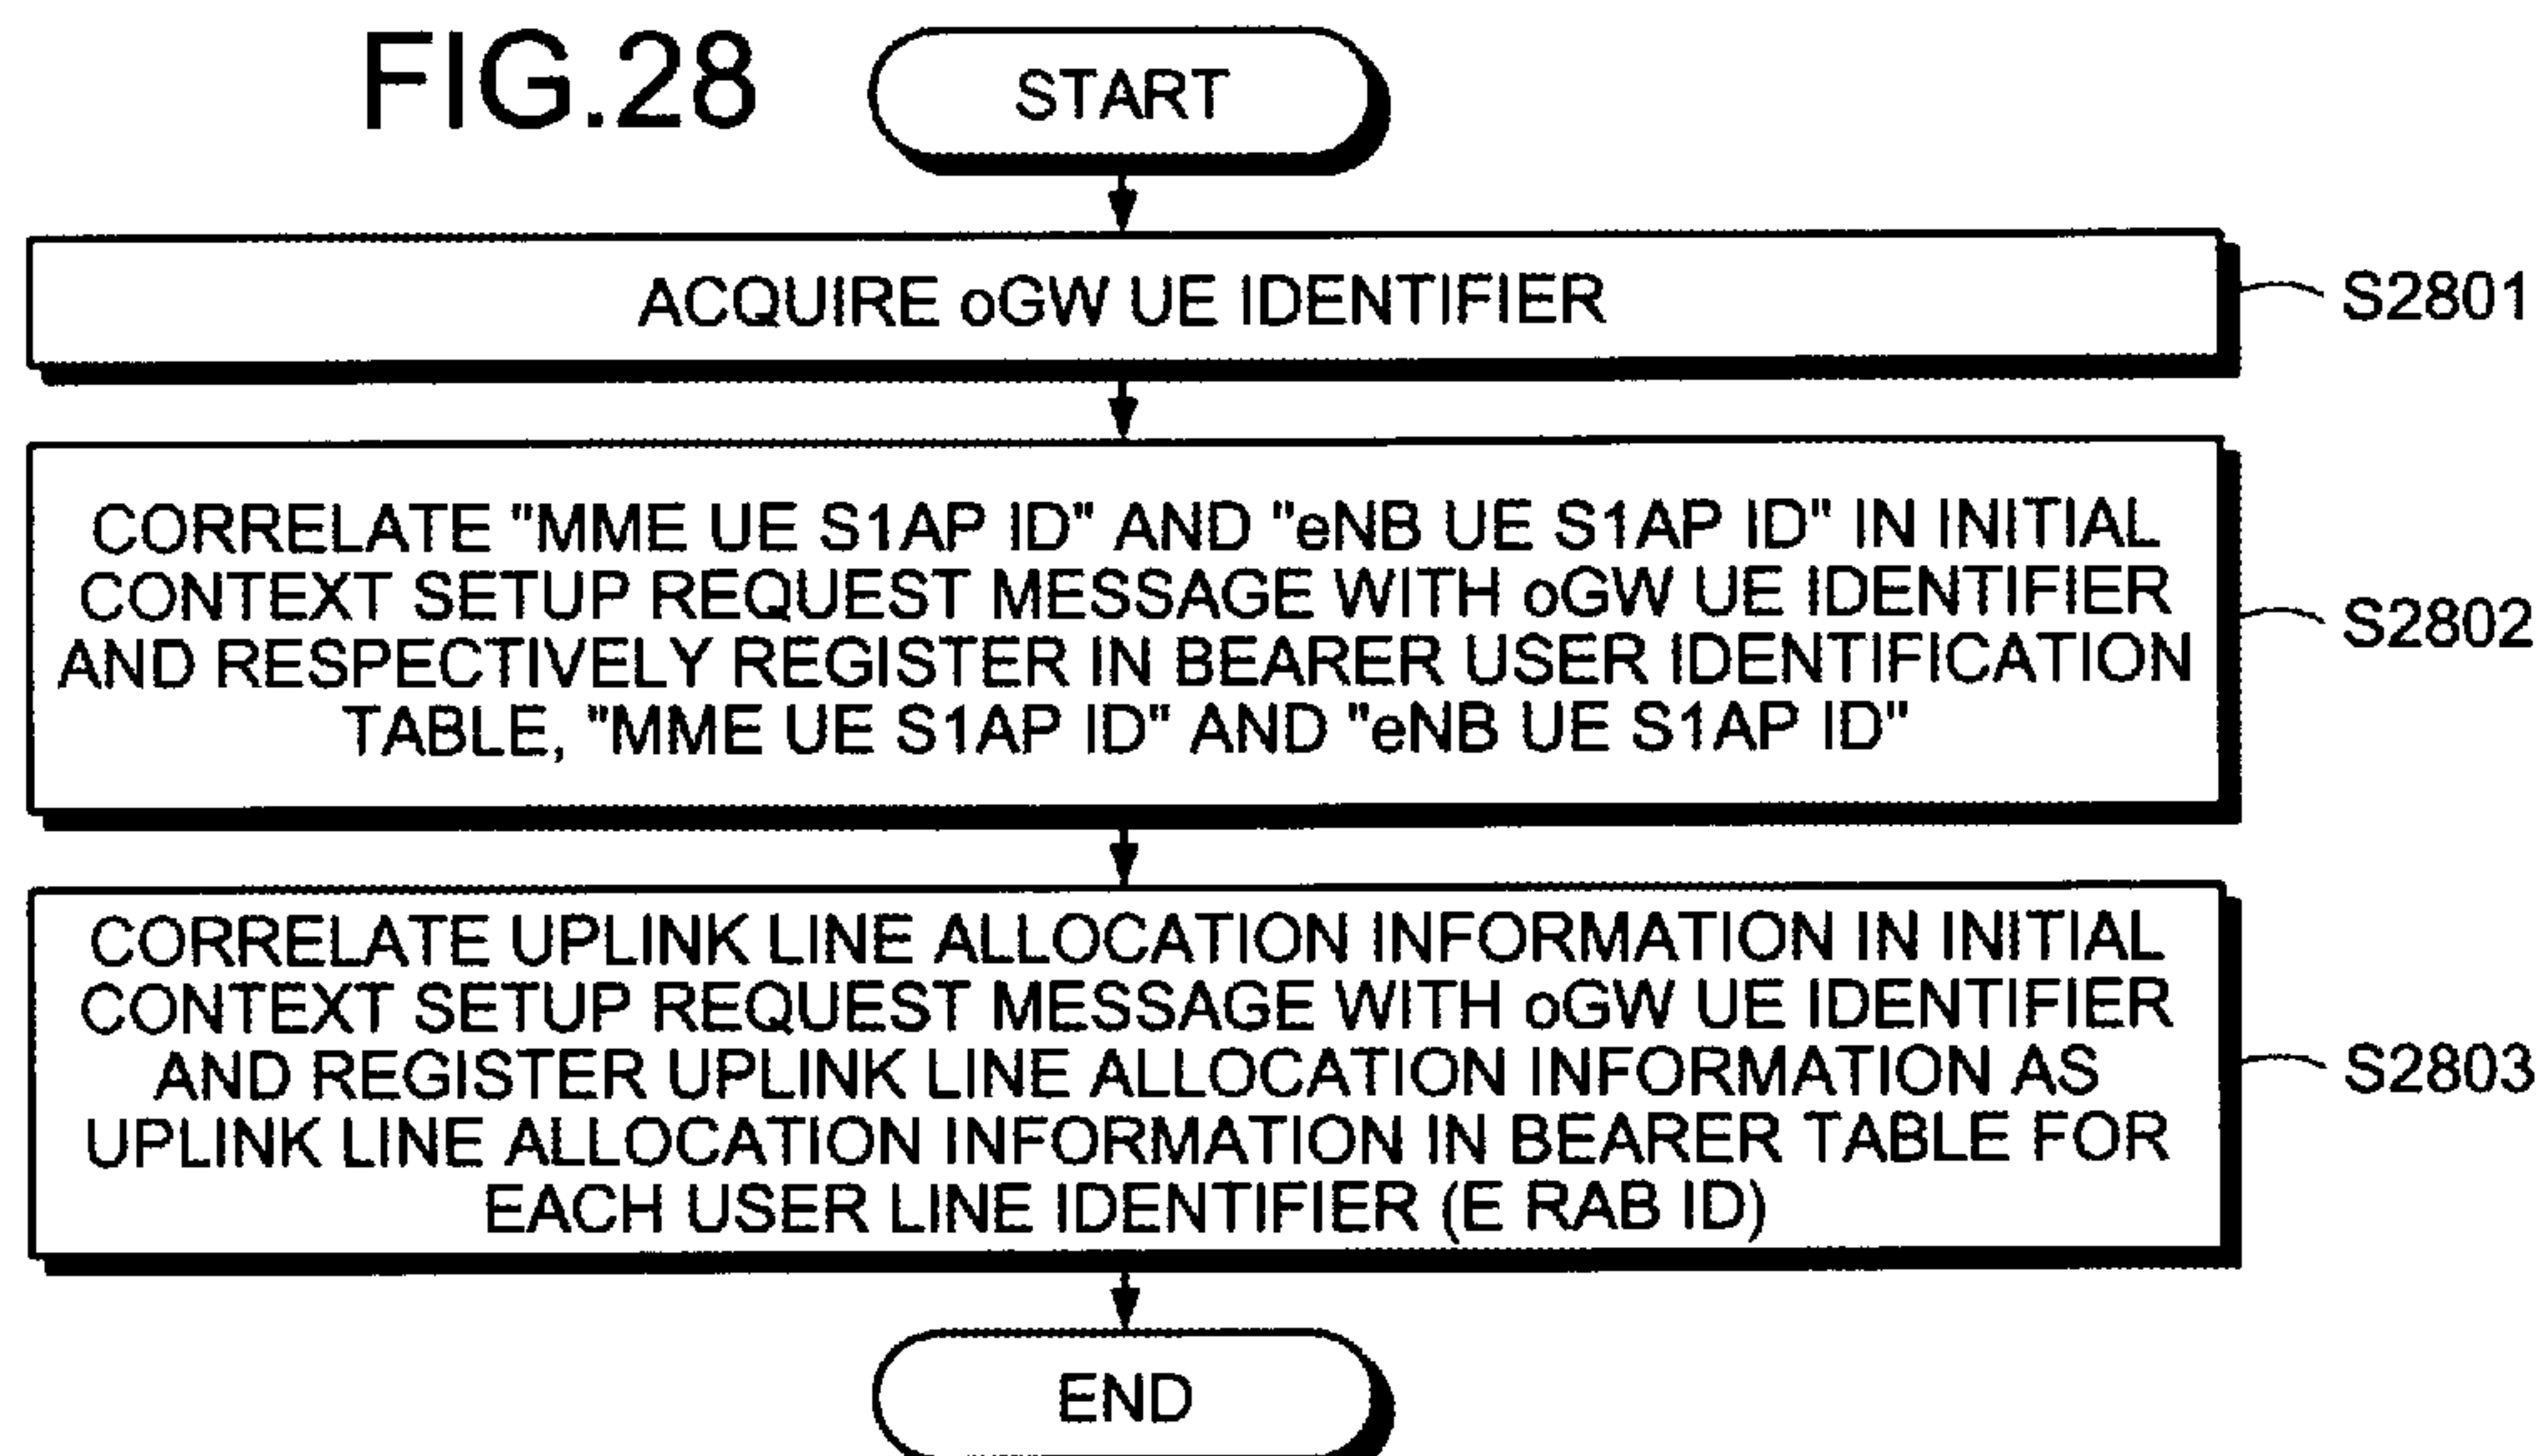 FIG.28
START
ACQUIRE oGW UE IDENTIFIER
S2801
CORRELATE "MME UE S1AP ID" AND "eNB UE S1AP ID" IN INITIAL
CONTEXT SETUP REQUEST MESSAGE WITH oGW UE IDENTIFIER
AND RESPECTIVELY REGISTER IN BEARER USER IDENTIFICATION
TABLE, "MME UE S1AP ID" AND "eNB UE S1AP ID"
S2802
CORRELATE UPLINK LINE ALLOCATION INFORMATION IN INITIAL
CONTEXT SETUP REQUEST MESSAGE WITH oGW UE IDENTIFIER
AND REGISTER UPLINK LINE ALLOCATION INFORMATION AS
UPLINK LINE ALLOCATION INFORMATION IN BEARER TABLE FOR
EACH USER LINE IDENTIFIER (E RAB ID)
S2803
END